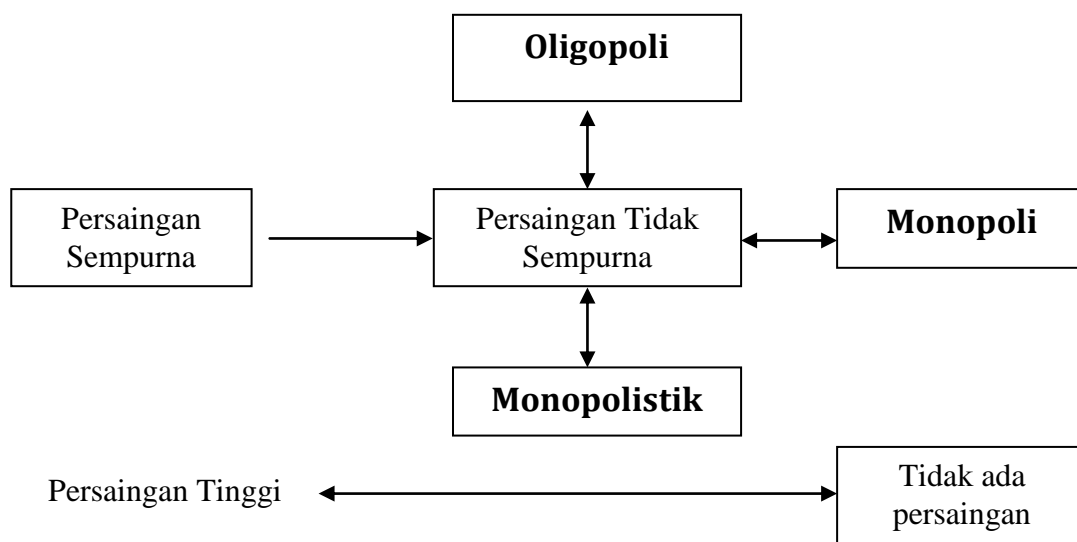 Oligopoli
Persaingan
Sempurna
Persaingan Tidak
Sempurna
Monopoli
Monopolistik
Persaingan Tinggi
Tidak ada
persaingan